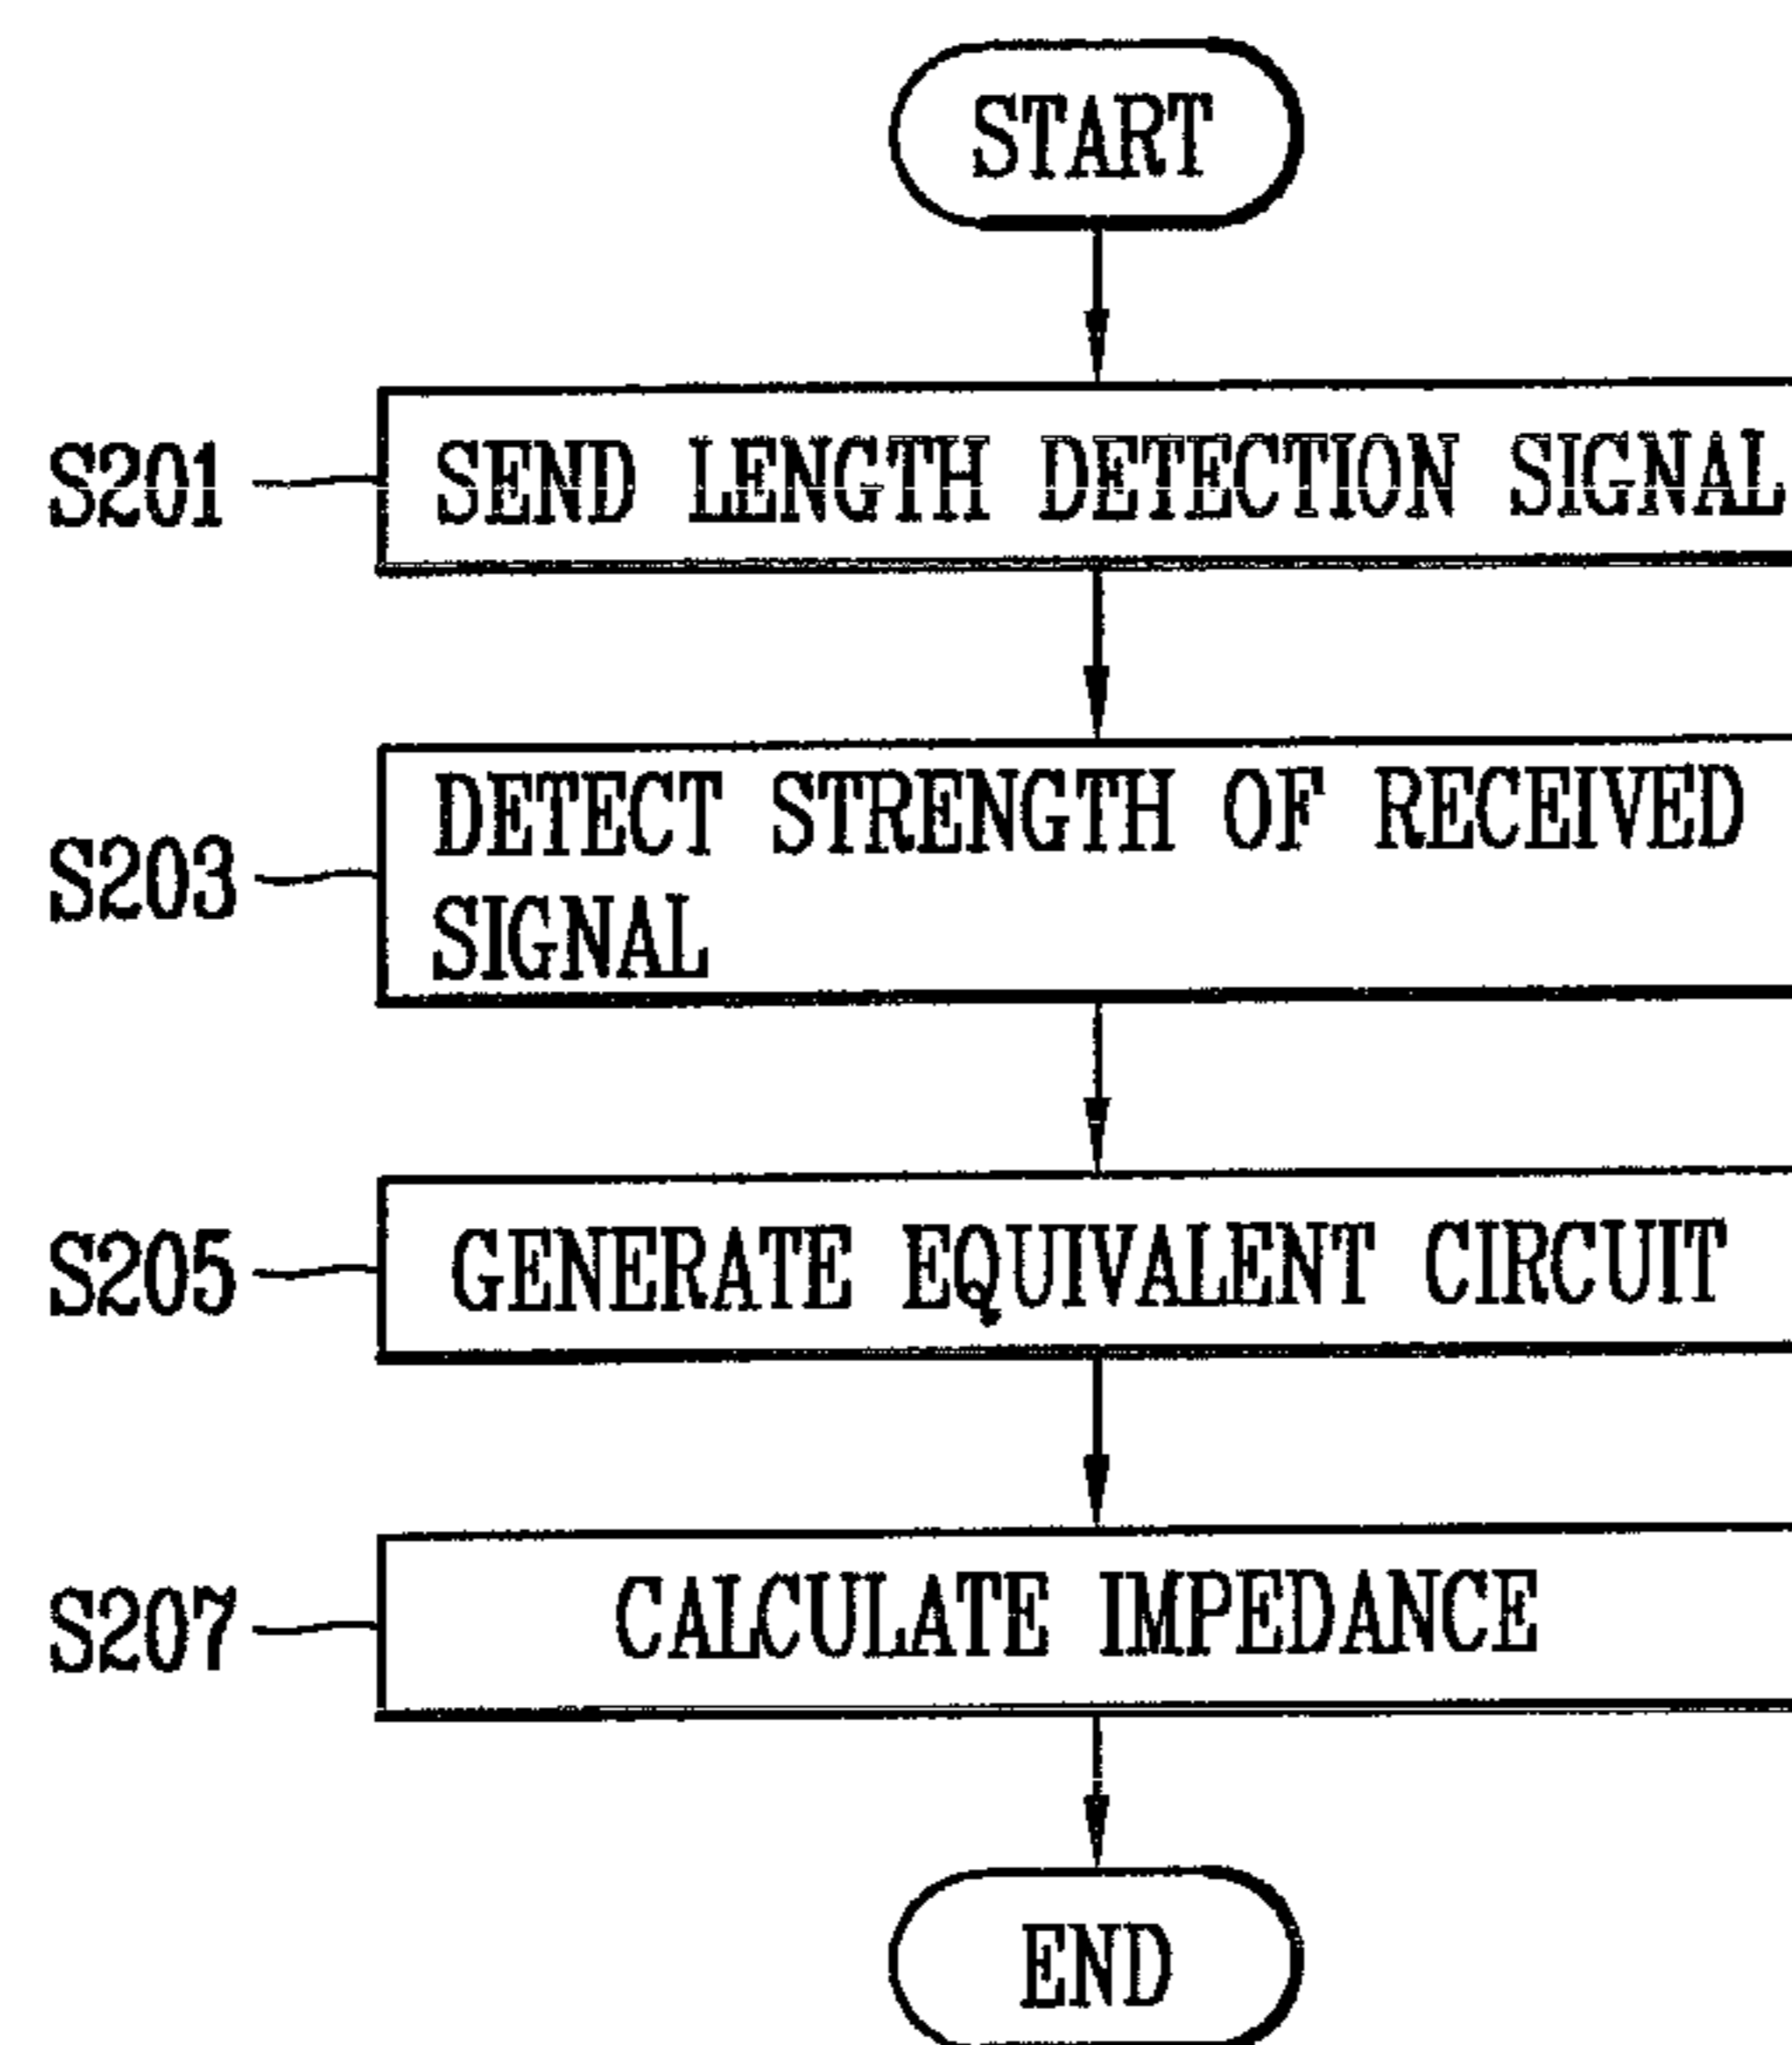 START
S201
SEND LENGTH DETECTION SIGNAL
S203
DETECT STRENGTH OF RECEIVED
SIGNAL
S205
GENERATE EQUIVALENT CIRCUIT
S207
CALCULATE IMPEDANCE
END